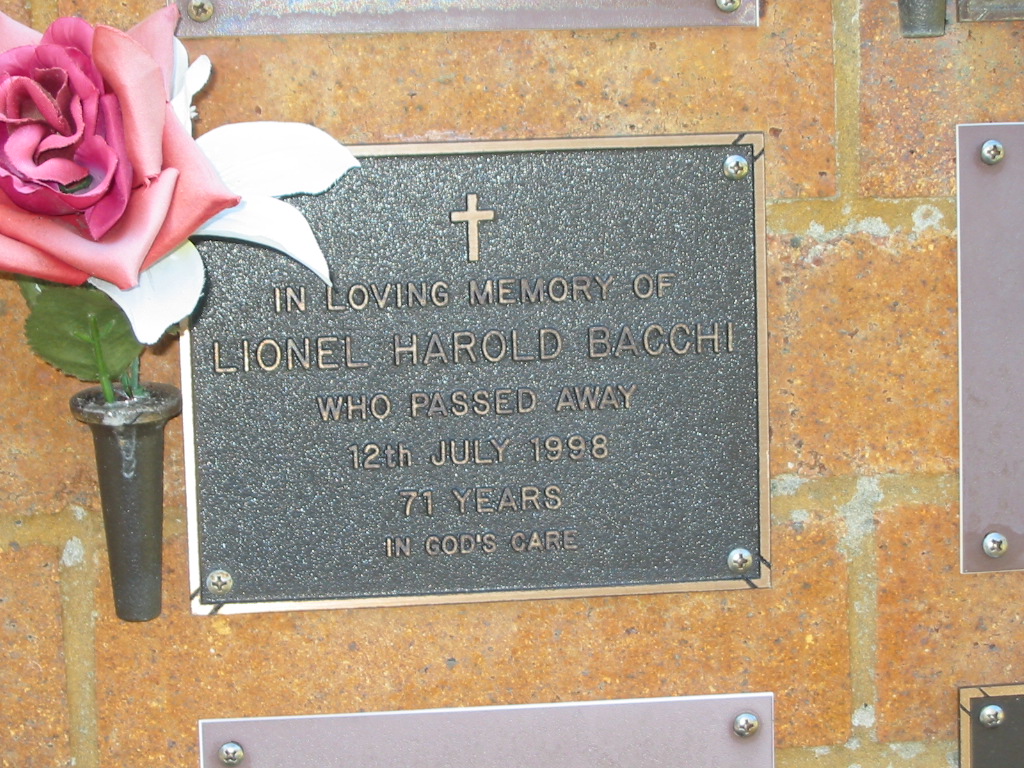 IN LOVING MEMORY OF
LIONEL HAROLD BACCHI
WHO PASSED AWAY
12th JULY 1998
71 YEARS
IN GOD'S CARE